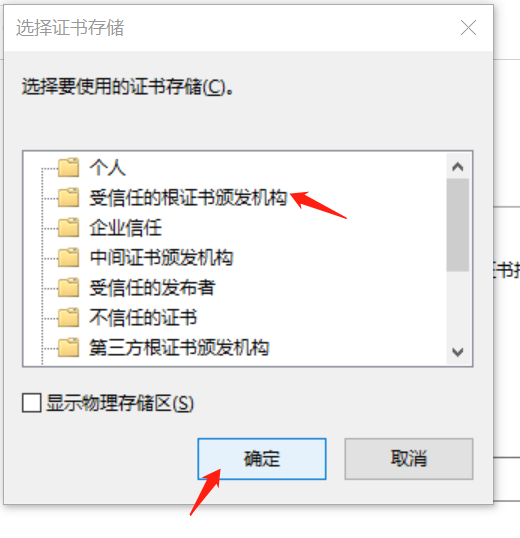 选择证书存储
选择要使用的证书存储(C)。
个人
受信任的根证书颁发机构
企业信任
中间证书颁发机构
受信任的发布者
不信任的证书
第三方根证书颁发机构
显示物理存储区(S)
确定
取消